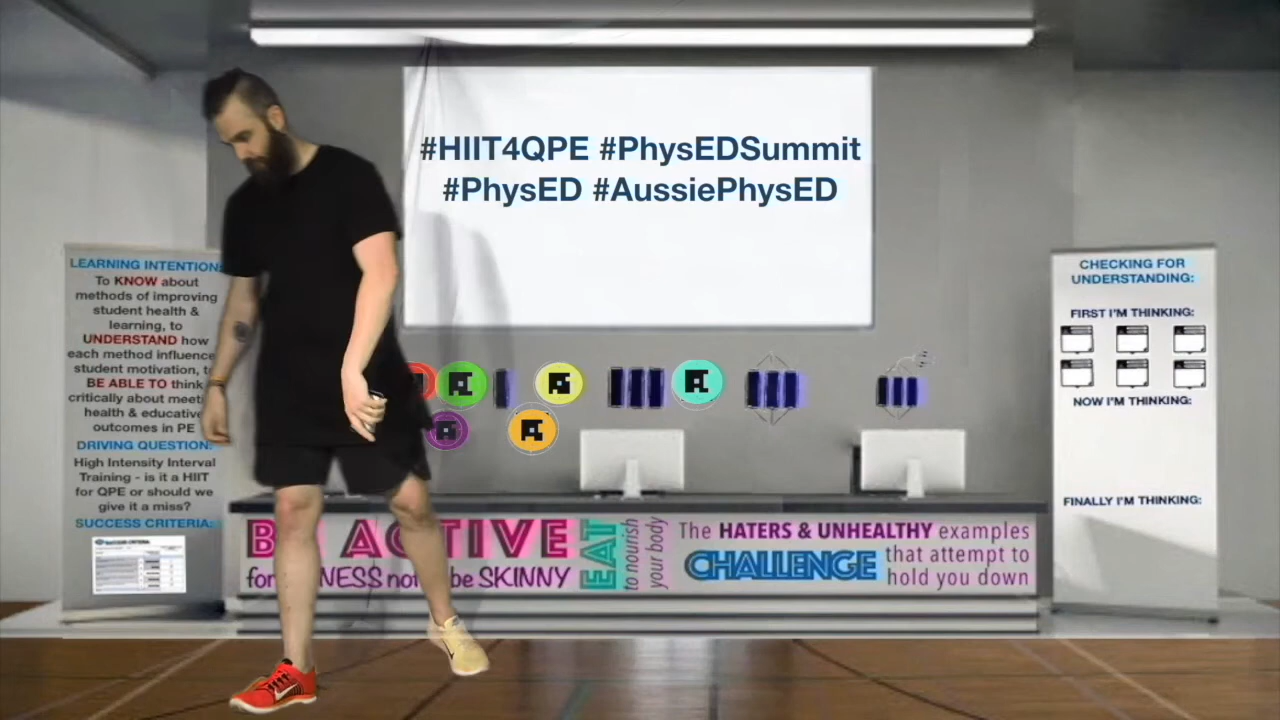 #HIIT4QPE #PhysEDSummit
#PhysED #AussiePhysED
LEARNING INTENTION:
To KNOW about
methods of improving
student health &
learning, to
UNDERSTAND how
each method influence
student motivation, t
BE ABLE TO think
critically about meet
health & educative
outcomes in PE
DRIVING QUESTION:
High Intensity Interval
Training - is it a HIIT
for QPE or should we
give it a miss?
SUCCESS CRITERIA:
BE ACTIVE
for NESS not be SKINNY
EAT
to nourish
your body
The HATERS & UNHEALTHY examples
CHALLENGE that attempt to
hold you down
CHECKING FOR
UNDERSTANDING:
FIRST I'M THINKING:
NOW I'M THINKING:
FINALLY I'M THINKING: